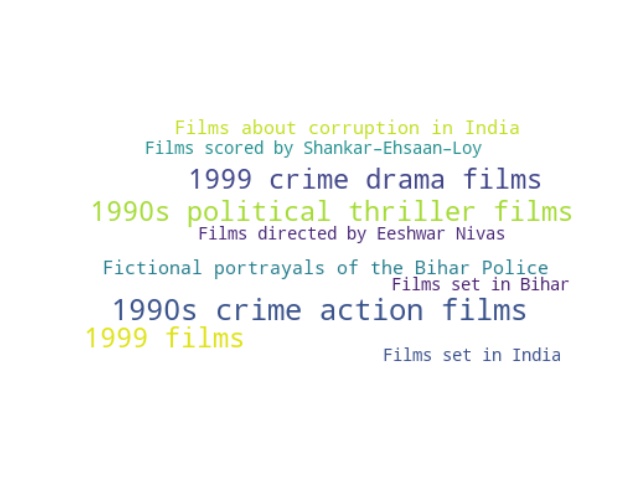 Films about corruption in India
Films scored by Shankar–Ehsaan–Loy
1999 crime drama films
1990s political thriller films
Films directed by Eeshwar Nivas
Fictional portrayals of the Bihar Police
Films set in Bihar
1990s crime action films
1999 films
Films set in India